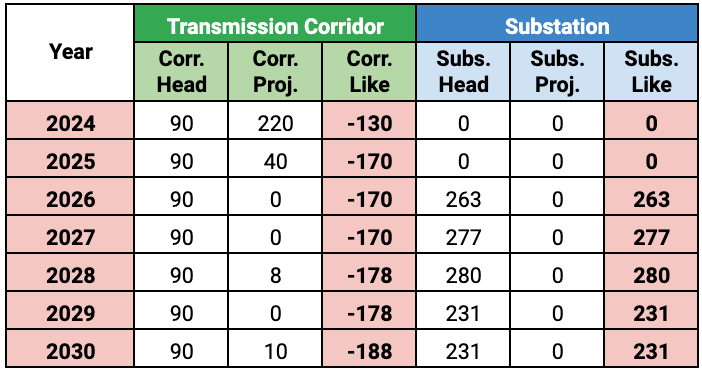 Year Transmission Corridor Substation
Corr. Head Corr. Proj. Corr. Like Subs. Head Subs. Proj. Subs. Like
2024 90 220 -130 0 0 0
2025 90 40 -170 0 0 0
2026 90 0 -170 263 0 263
2027 90 0 -170 277 0 277
2028 90 8 -178 280 0 280
2029 90 0 -178 231 0 231
2030 90 10 -188 231 0 231